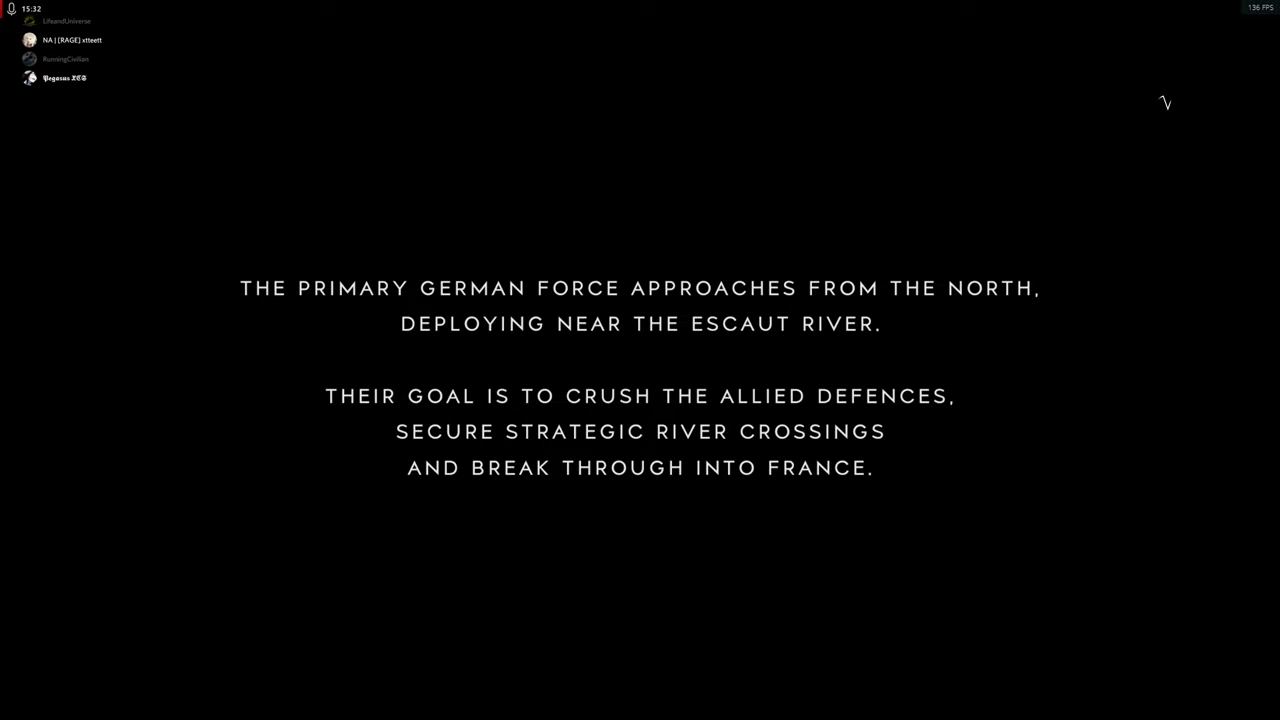 15:32
136 FPS
LifeandUniverse
NA | [RAGE] xtteett
RunningCivilian
𝕻𝖊𝖌𝖆𝖘𝖚𝖘 𝖃𝕮𝕾
THE PRIMARY GERMAN FORCE APPROACHES FROM THE NORTH,
DEPLOYING NEAR THE ESCAUT RIVER.
THEIR GOAL IS TO CRUSH THE ALLIED DEFENCES,
SECURE STRATEGIC RIVER CROSSINGS
AND BREAK THROUGH INTO FRANCE.